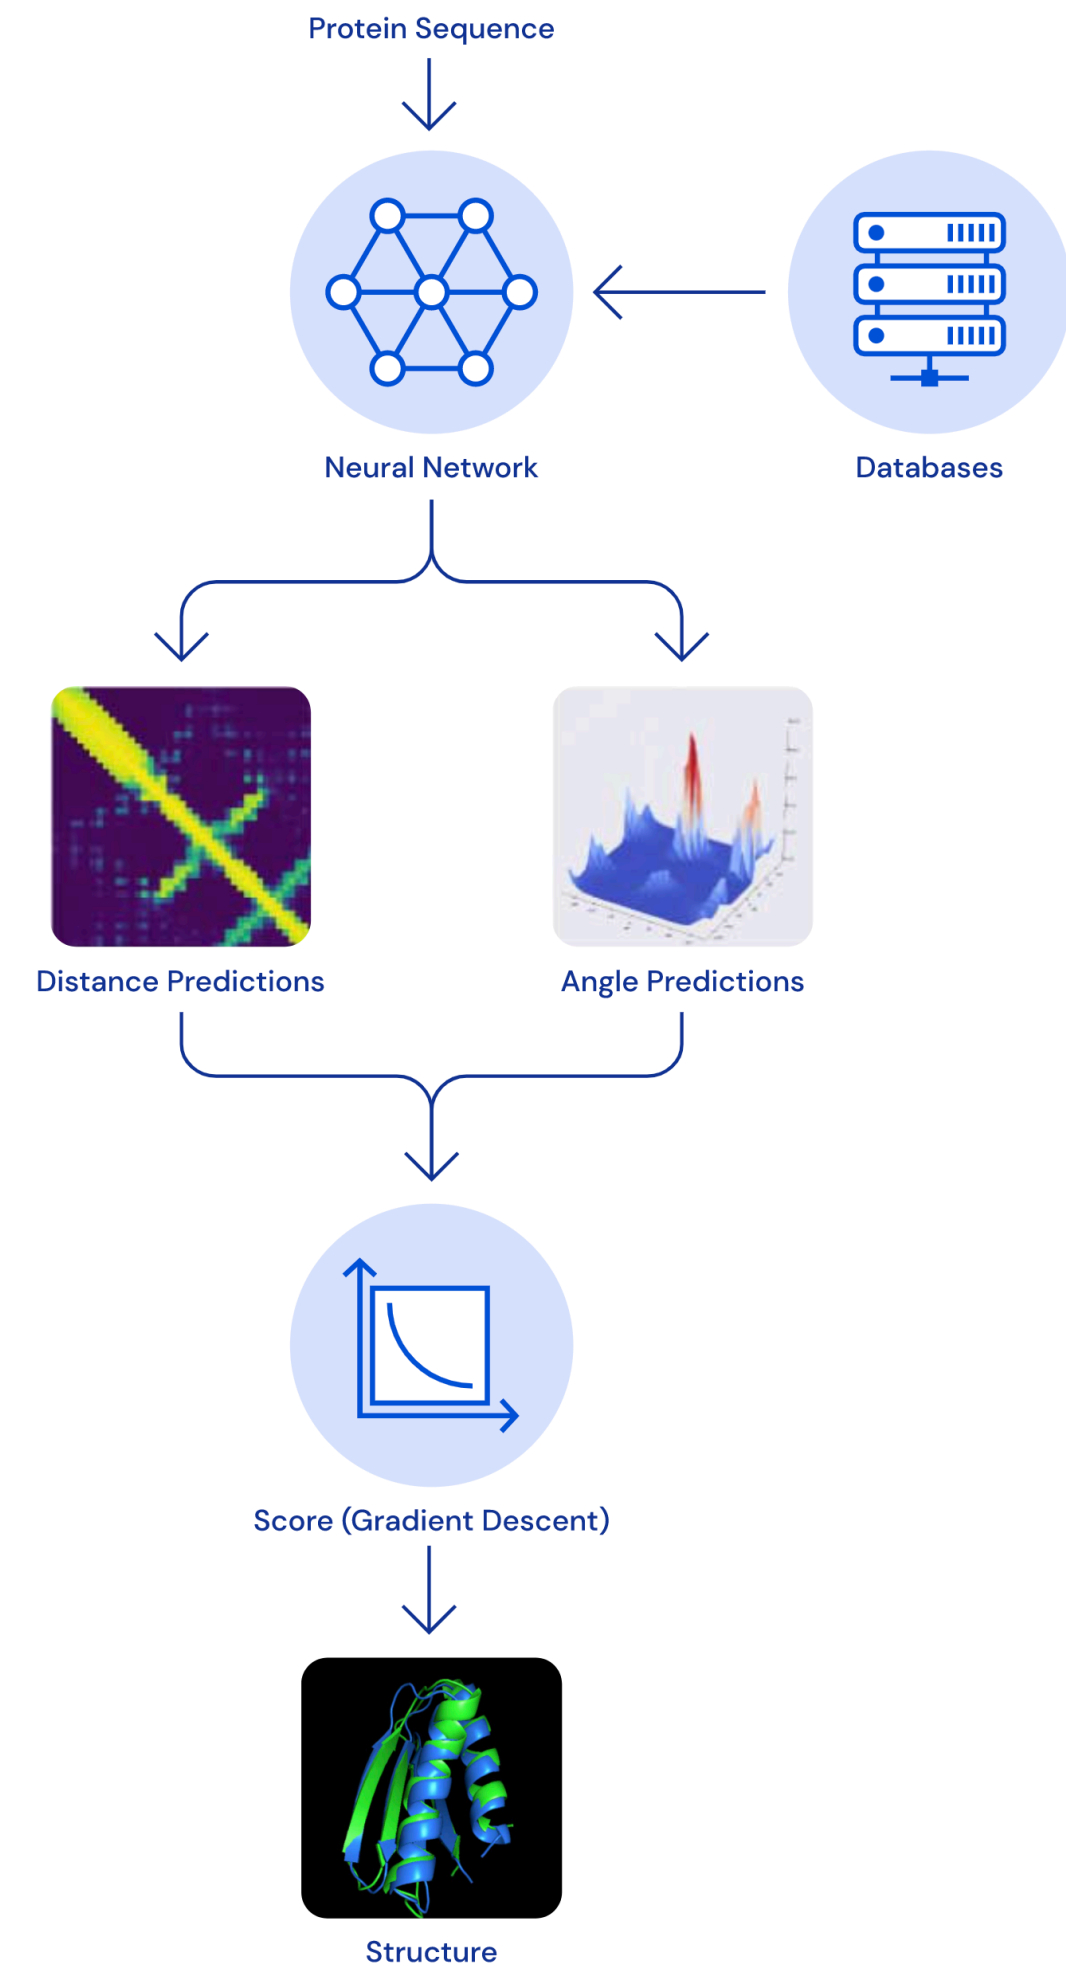 Protein Sequence
Neural Network
Databases
Distance Predictions
Angle Predictions
Score (Gradient Descent)
Structure